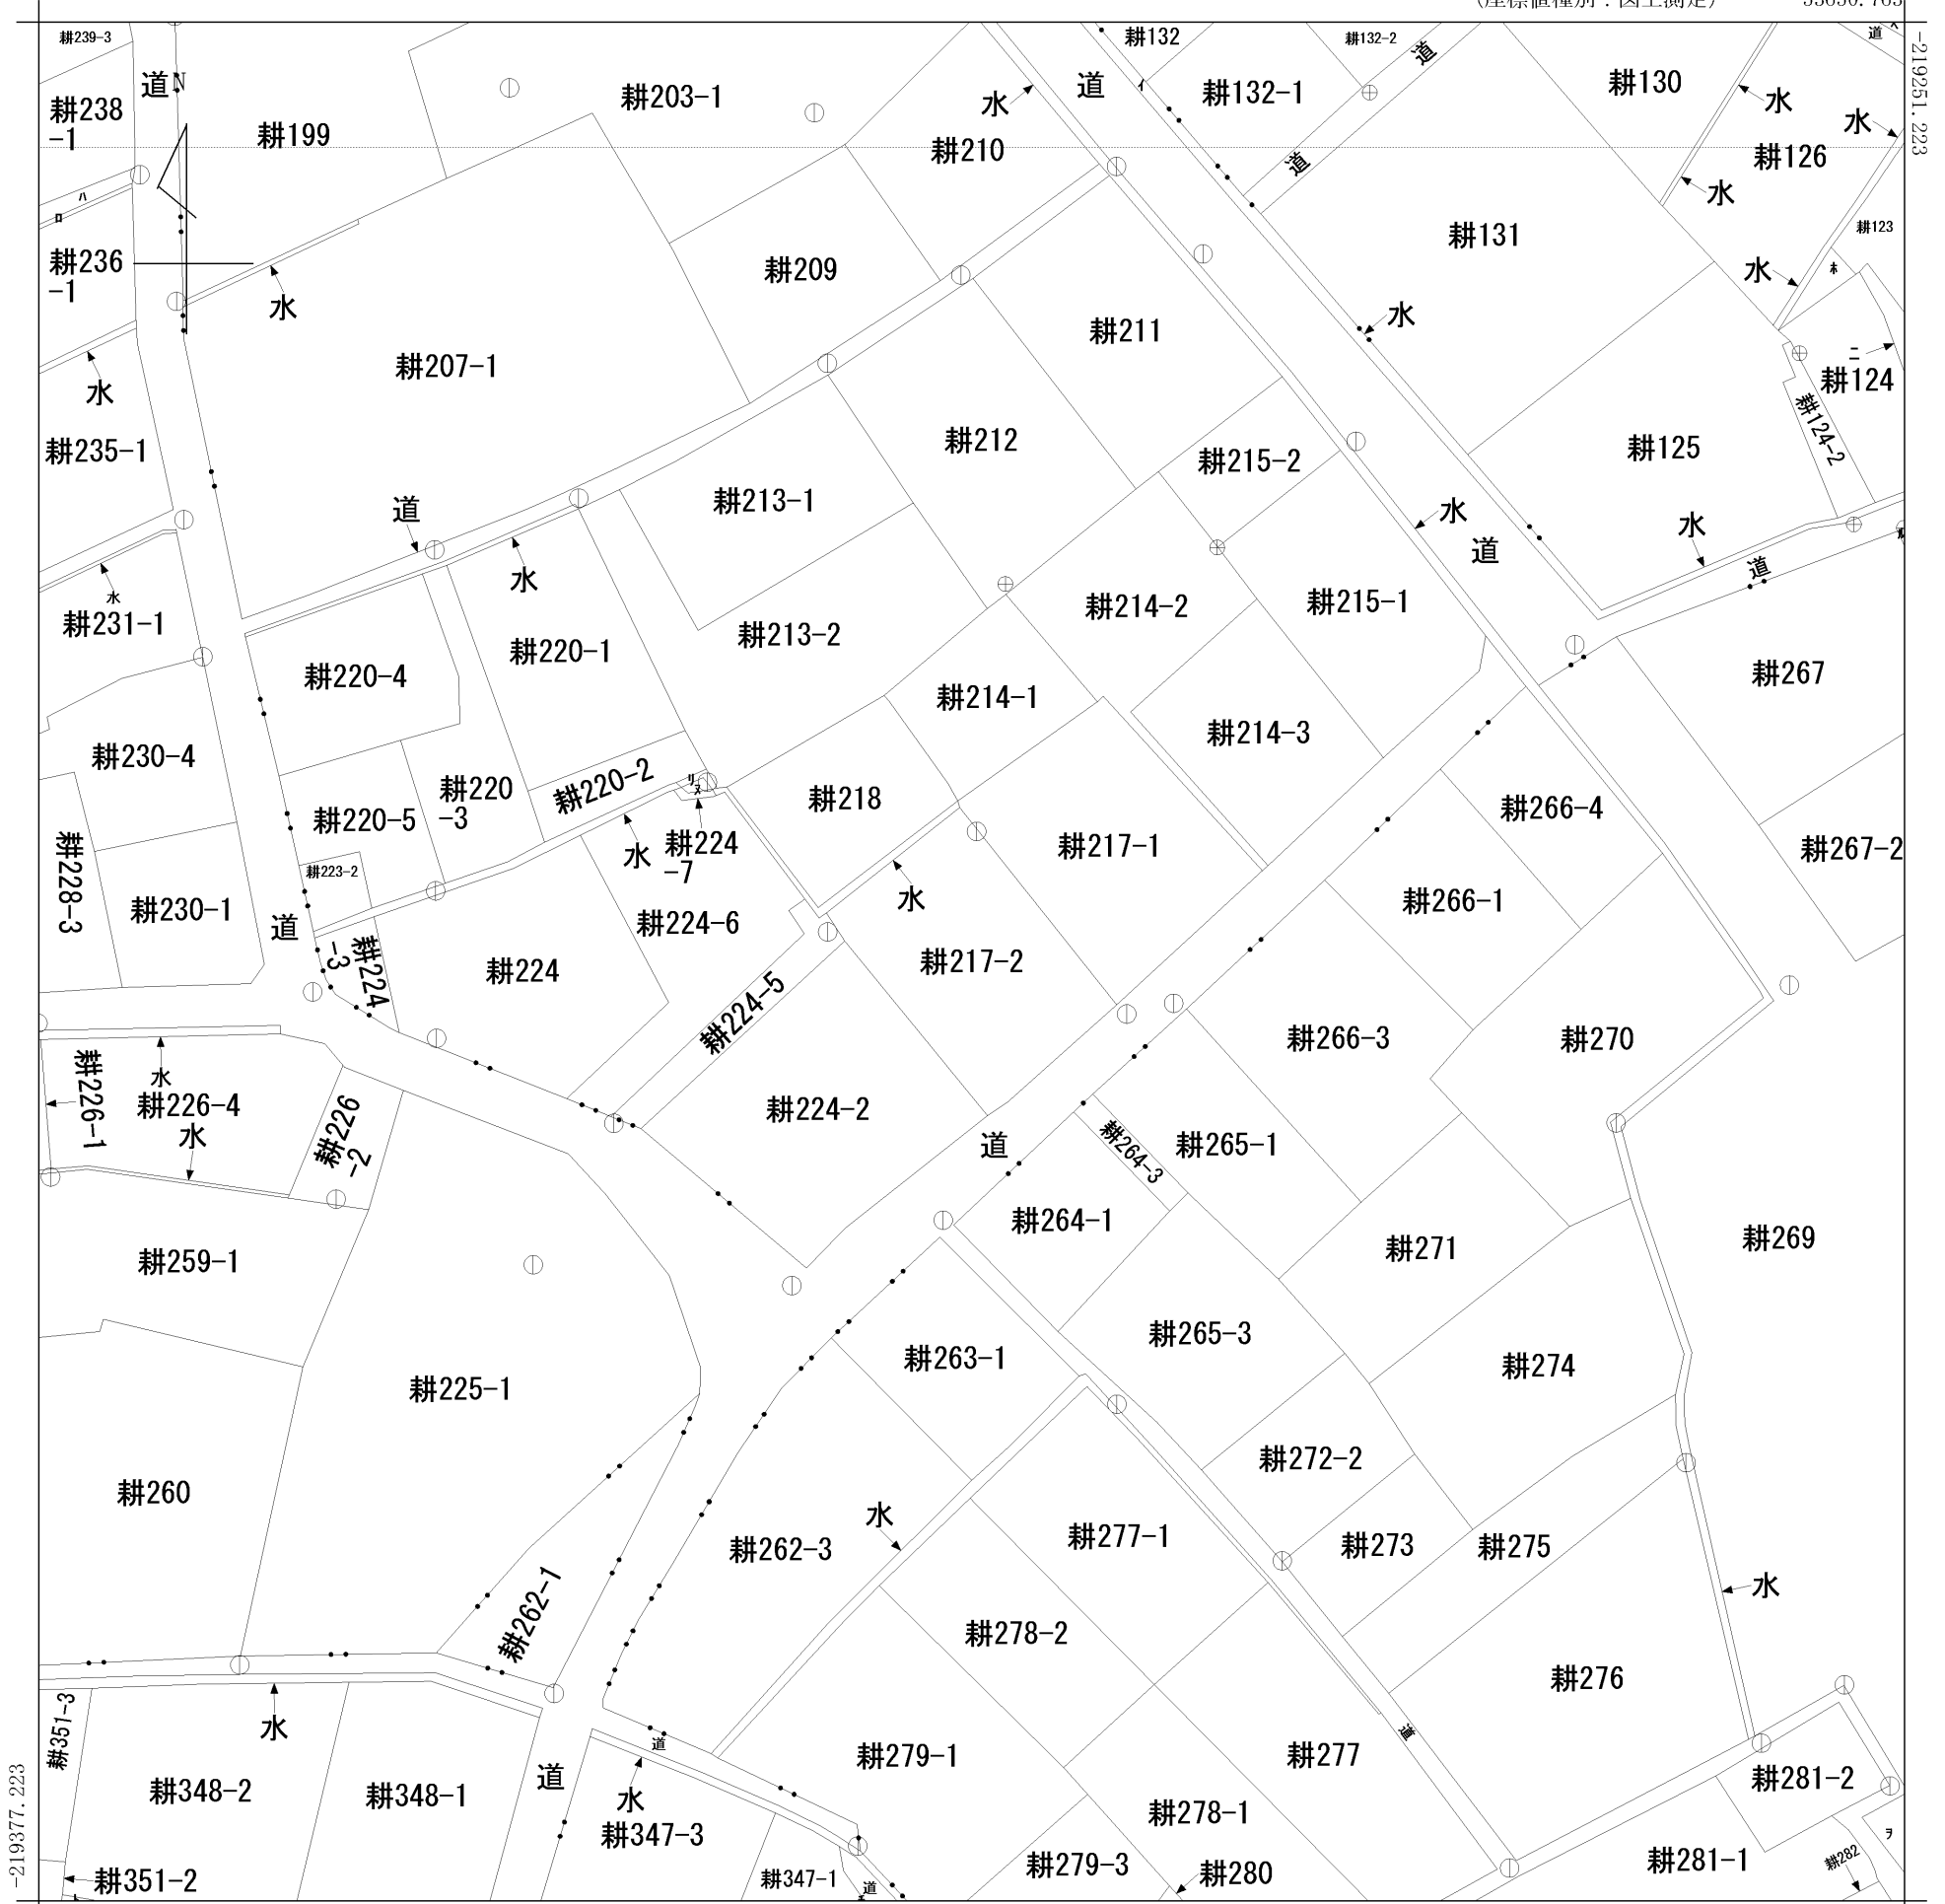 (座標値種別：図上測定)
-219251.223
耕239-3
道
N
耕238
-1
耕199
耕203-1
水
道
耕132
イ
耕132-1
耕132-2
道
道
耕130
水
水
道
耕210
耕126
水
ハ
ロ
耕236
-1
水
耕209
耕131
耕123
水
ホ
耕207-1
耕211
水
ニ
耕124
水
耕235-1
耕212
耕215-2
耕125
耕124-2
道
耕213-1
水
道
水
道
水
水
耕231-1
耕220-4
耕220-1
耕213-2
耕214-2
耕215-1
耕267
耕230-4
耕214-1
耕214-3
耕220-5
耕220
-3
耕220-2
リ
ヌ
耕218
耕266-4
耕224
-7
水
耕217-1
耕267-2
耕228-3
耕230-1
耕223-2
道
水
耕266-1
耕224-6
耕224
-3
耕224
耕217-2
耕224-5
耕266-3
耕270
耕226-1
水
耕226-4
水
耕226
-2
耕224-2
道
耕264-3
耕265-1
耕264-1
耕271
耕269
耕259-1
耕225-1
耕263-1
耕265-3
耕274
耕260
耕272-2
水
耕262-3
耕277-1
耕273
耕275
水
耕262-1
耕278-2
耕276
耕351-3
水
道
道
耕279-1
耕277
道
耕281-2
-219377.223
耕348-2
耕348-1
水
耕347-3
耕278-1
ヲ
耕351-2
耕347-1
道
耕279-3
耕280
耕281-1
耕282